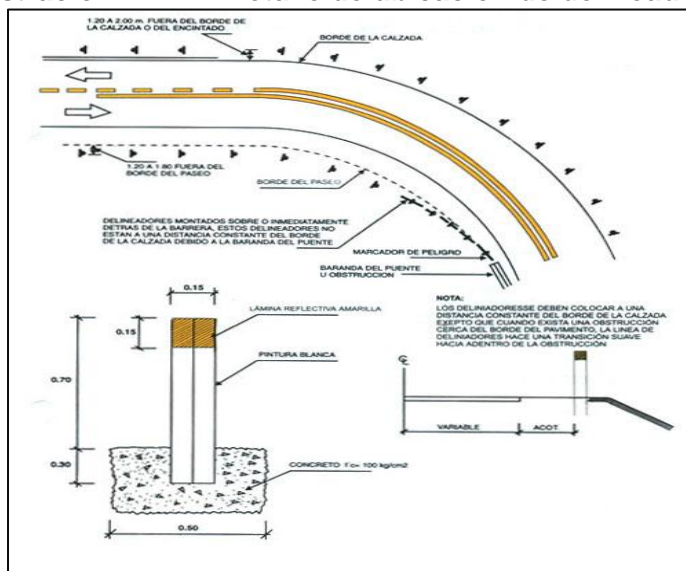 1.20 A 2.00 m. FUERA DEL BORDE DE
LA CALZADA O DEL ENCINTADO
BORDE DE LA CALZADA
1.20 A 1.80 FUERA DEL
BORDE DEL PASEO
BORDE DEL PASEO
DELINEADORES MONTADOS SOBRE O INMEDIATAMENTE
DETRAS DE LA BARRERA, ESTOS DELINEADORES NO
ESTAN A UNA DISTANCIA CONSTANTE DEL BORDE
DE LA CALZADA DEBIDO A LA BARANDA DEL PUENTE
MARCADOR DE PELIGRO
BARANDA DEL PUENTE
U OBSTRUCCION
0.15
LÁMINA REFLECTIVA AMARILLA
0.15
PINTURA BLANCA
0.70
0.30
CONCRETO f'c= 100 kg/cm2
0.50
NOTA:
LOS DELINIADORESSE DEBEN COLOCAR A UNA
DISTANCIA CONSTANTE DEL BORDE DE LA CALZADA
EXEPTO QUE CUANDO EXISTA UNA OBSTRUCCIÓN
CERCA DEL BORDE DEL PAVIMENTO, LA LINEA DE
DELINIADORES HACE UNA TRANSICIÓN SUAVE
HACIA ADENTRO DE LA OBSTRUCCIÓN
VARIABLE
ACOT.